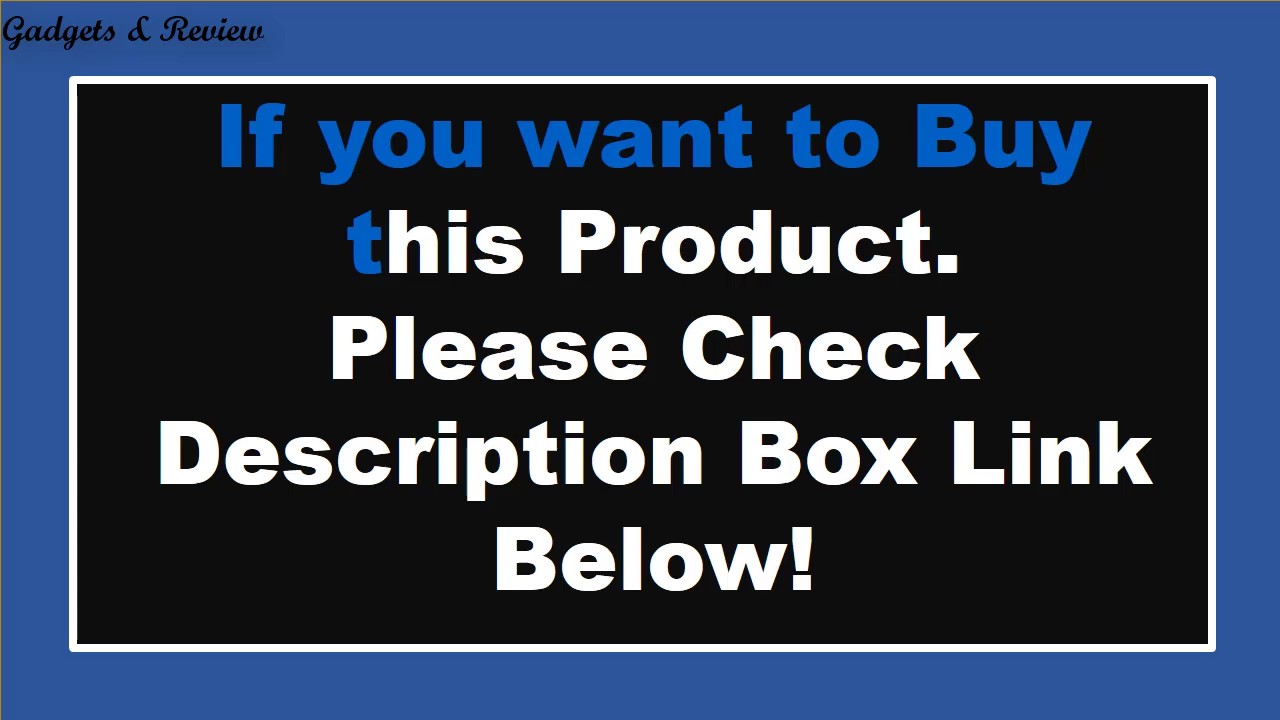 Gadgets & Review
If you want to Buy
this Product.
Please Check
Description Box Link
Below!